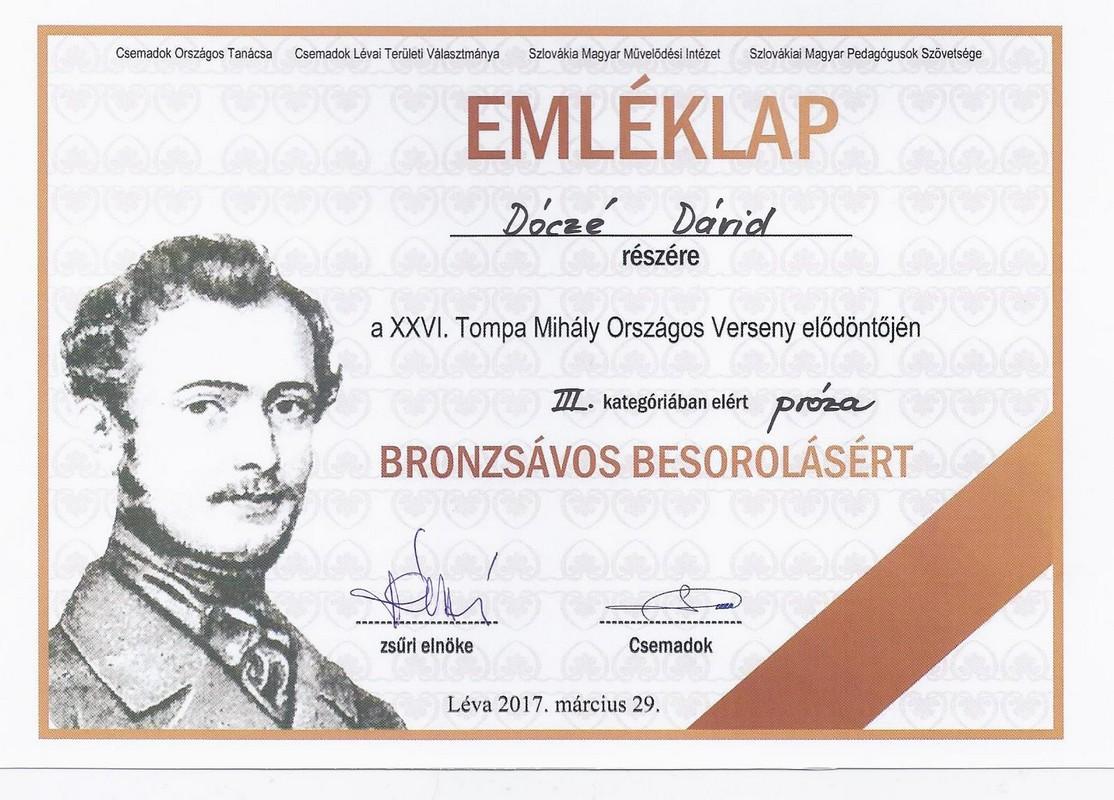 Csemadok Országos Tanácsa Csemadok Lévai Területi Választmánya Szlovákia Magyar Művelődési Intézet Szlovákiai Magyar Pedagógusok Szövetsége
EMLÉKLAP
Dóczé Dávid
részére
a XXVI. Tompa Mihály Országos Verseny elődöntőjén
III. kategóriában elért próza
BRONZSÁVOS BESOROLÁSÉRT
zsűri elnöke Csemadok
Léva 2017. március 29.